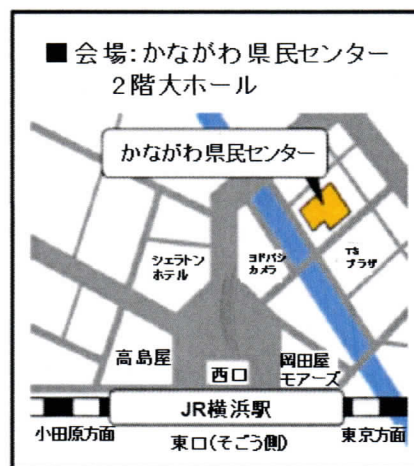 ■会場:かながわ県民センター
2階大ホール
かながわ県民センター
シェラトン
ホテル
ヨドバシ
カメラ
TS
プラザ
高島屋
西口
岡田屋
モアーズ
JR横浜駅
小田原方面
東口(そごう側)
東京方面